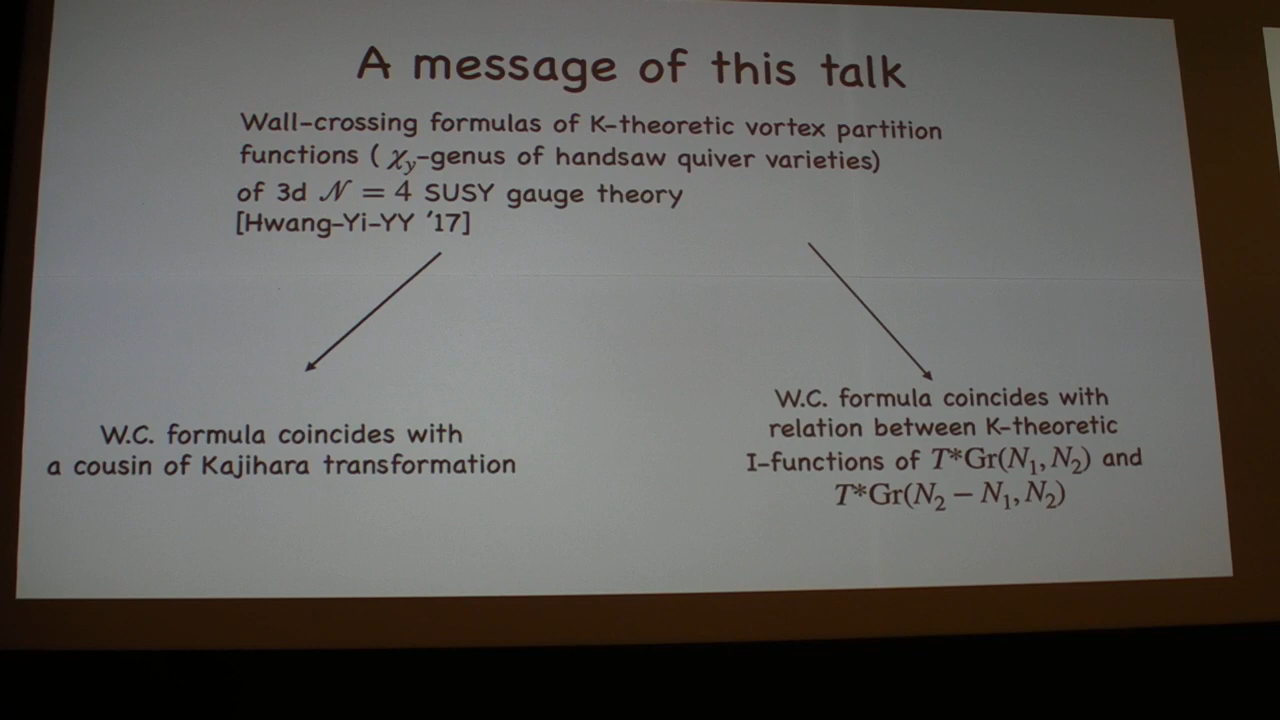 A message of this talk
Wall-crossing formulas of K-theoretic vortex partition
functions ( χ_y-genus of handsaw quiver varieties)
of 3d 𝒩 = 4 SUSY gauge theory
[Hwang-Yi-YY '17]
W.C. formula coincides with
a cousin of Kajihara transformation
W.C. formula coincides with
relation between K-theoretic
I-functions of T*Gr(N₁, N₂) and
T*Gr(N₂ − N₁, N₂)